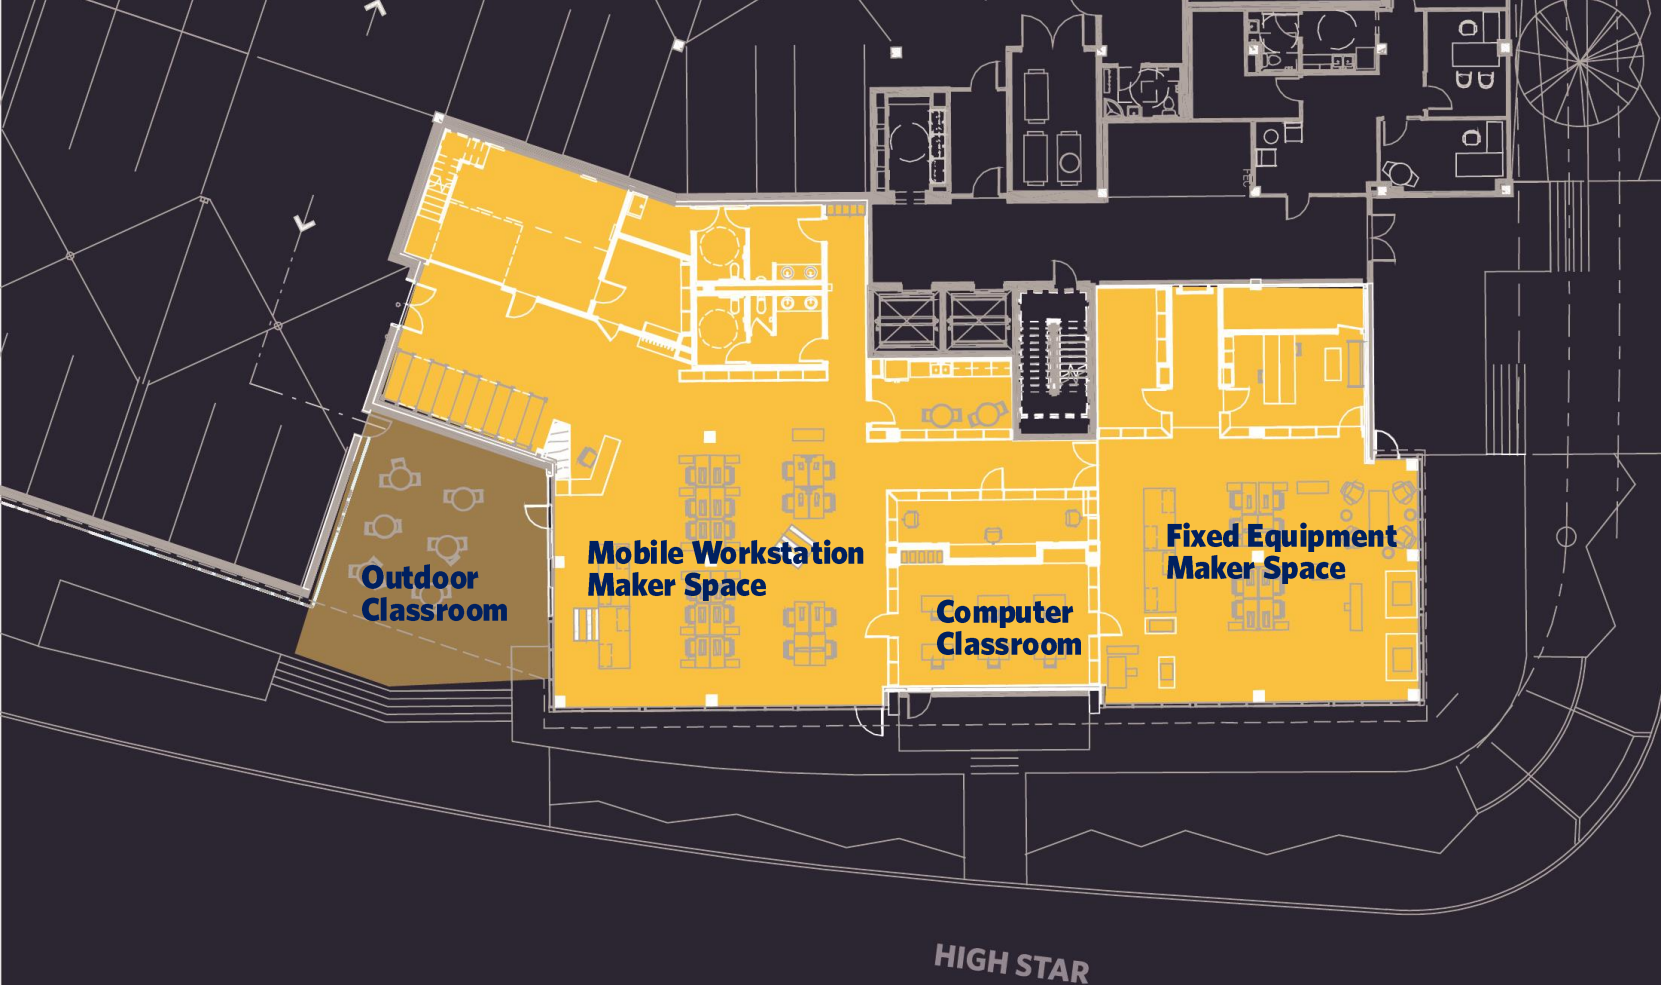 Outdoor
Classroom
Mobile Workstation
Maker Space
Computer
Classroom
Fixed Equipment
Maker Space
HIGH STAR